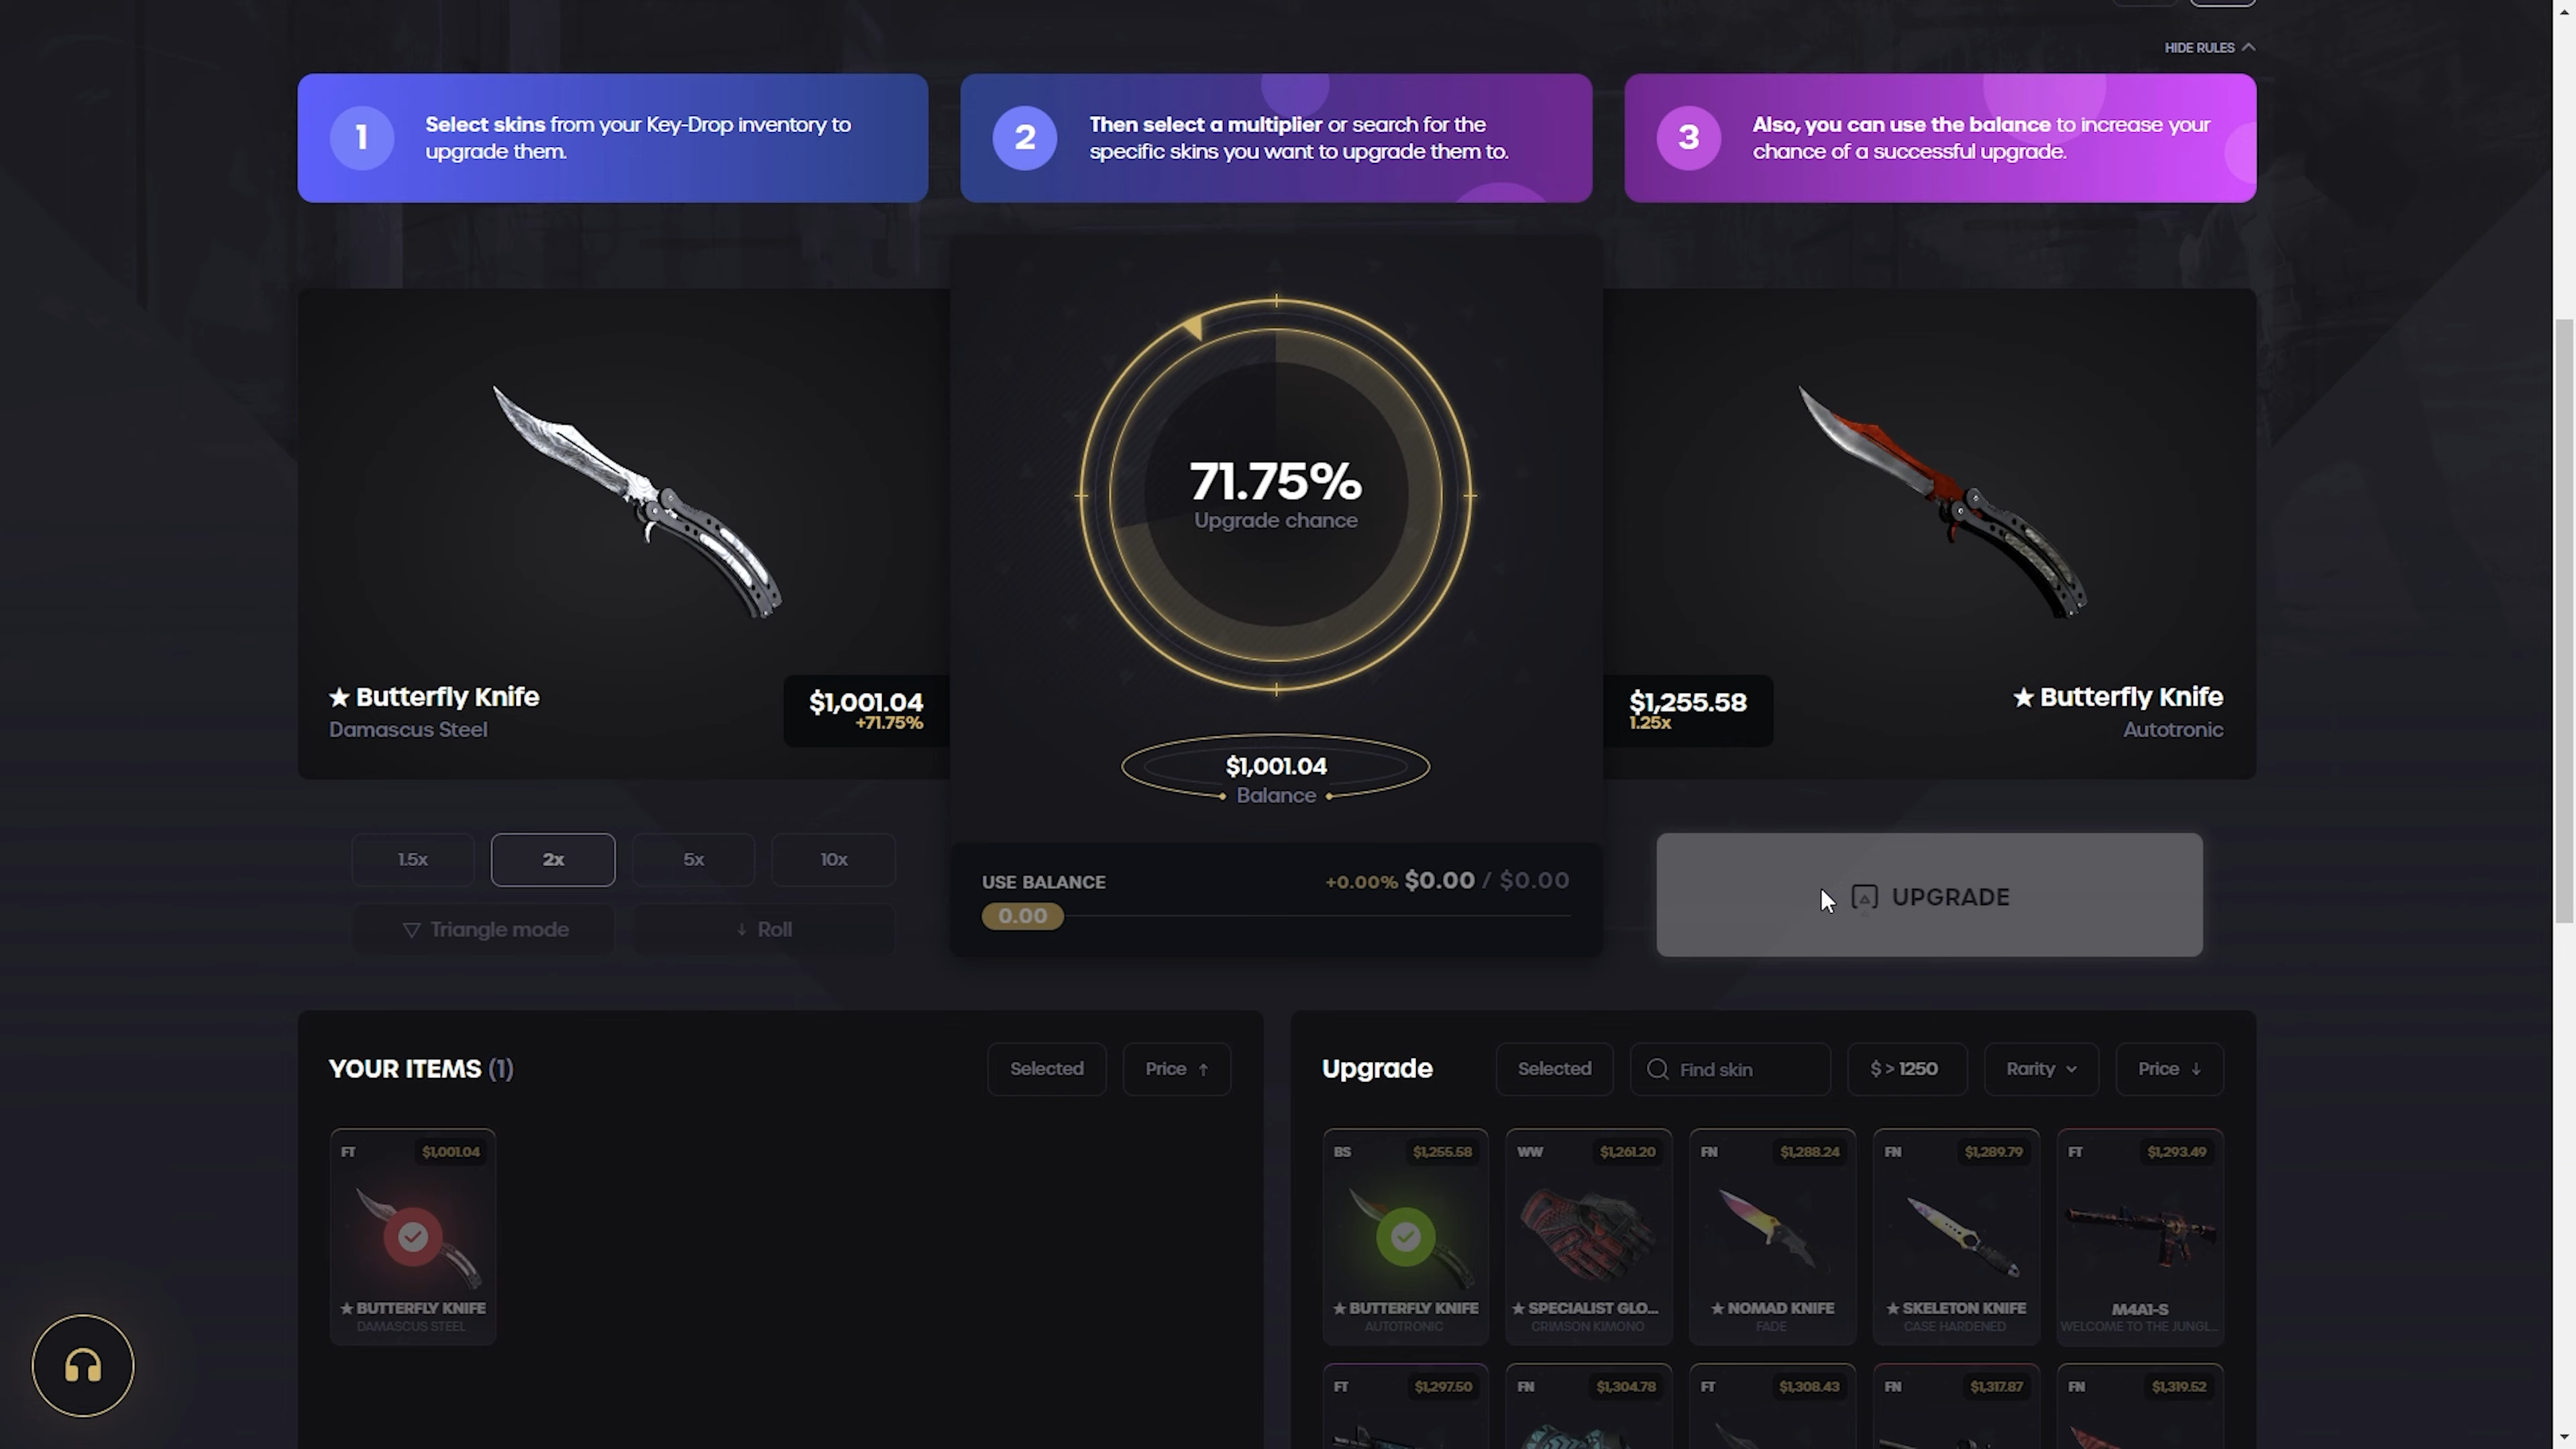 HIDE RULES
1
Select skins from your Key-Drop inventory to
upgrade them.
2
Then select a multiplier or search for the
specific skins you want to upgrade them to.
3
Also, you can use the balance to increase your
chance of a successful upgrade.
71.75%
Upgrade chance
★ Butterfly Knife
Damascus Steel
$1,001.04
+71.75%
$1,255.58
1.25x
★ Butterfly Knife
Autotronic
$1,001.04
Balance
1.5x
2x
5x
10x
Triangle mode
Roll
USE BALANCE
+0.00% $0.00 / $0.00
0.00
UPGRADE
YOUR ITEMS (1)
Selected
Price ↑
FT
$1,001.04
★ BUTTERFLY KNIFE
DAMASCUS STEEL
Upgrade
Selected
Find skin
$ > 1250
Rarity
Price ↓
BS
$1,255.58
★ BUTTERFLY KNIFE
AUTOTRONIC
WW
$1,261.20
★ SPECIALIST GLO...
CRIMSON KIMONO
FN
$1,288.24
★ NOMAD KNIFE
FADE
FN
$1,289.79
★ SKELETON KNIFE
CASE HARDENED
FT
$1,293.49
M4A1-S
WELCOME TO THE JUNGL...
FT
$1,297.50
FN
$1,304.78
FT
$1,308.43
FN
$1,317.87
FN
$1,319.52